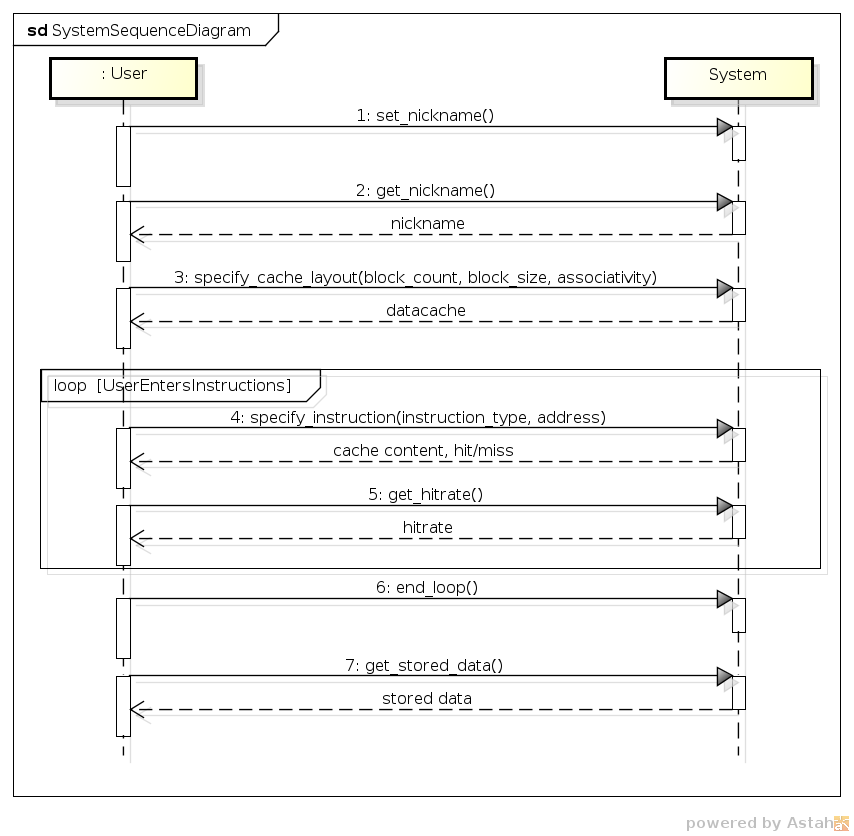 sd SystemSequenceDiagram
: User
System
1: set_nickname()
2: get_nickname()
nickname
3: specify_cache_layout(block_count, block_size, associativity)
datacache
loop [UserEntersInstructions]
4: specify_instruction(instruction_type, address)
cache content, hit/miss
5: get_hitrate()
hitrate
6: end_loop()
7: get_stored_data()
stored data
powered by Astah